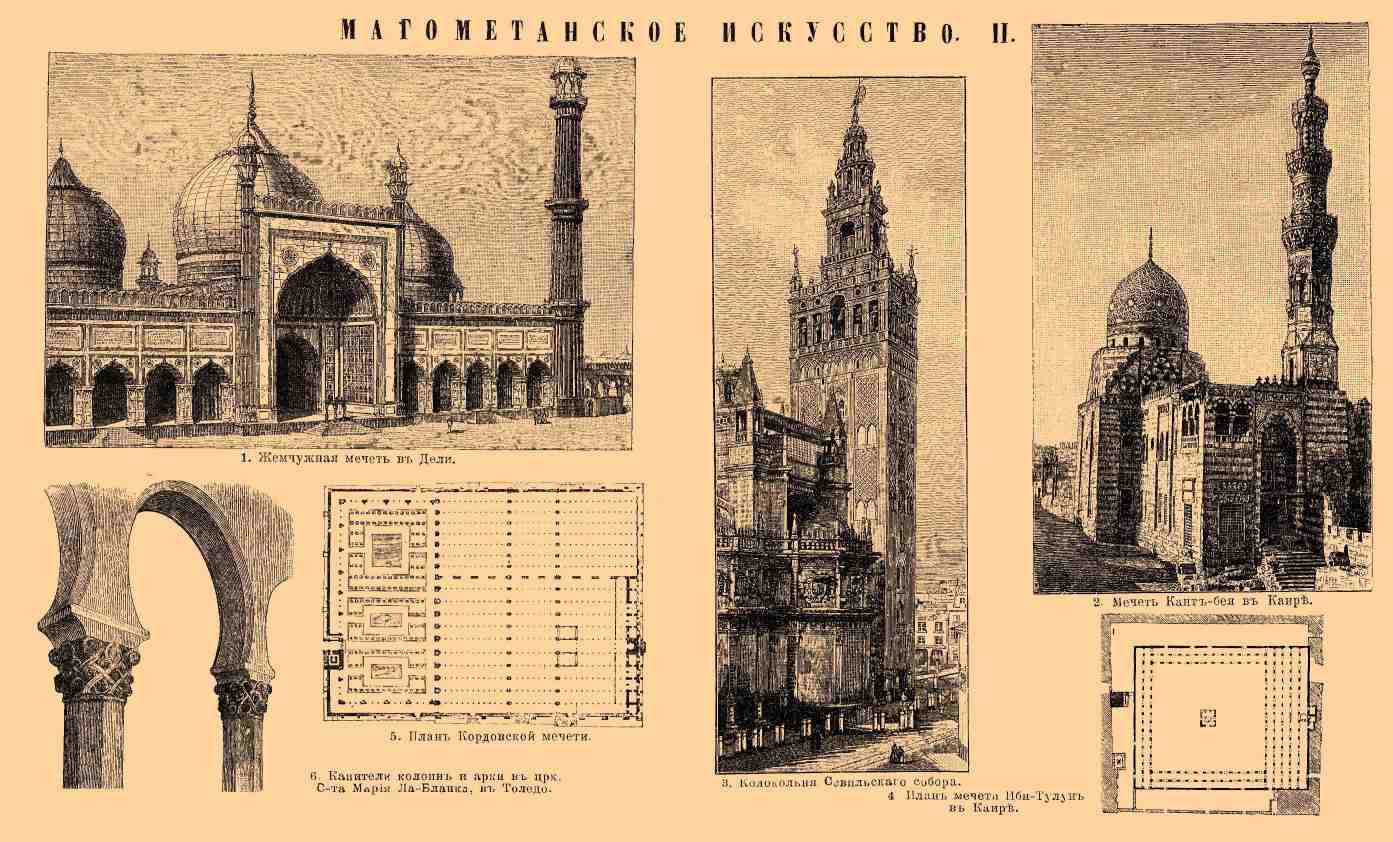 МАГОМЕТАНСКОЕ ИСКУССТВО. II.
1. Жемчужная мечеть въ Дели.
2. Мечеть Каитъ-бея въ Каирѣ.
5. Планъ Кордовской мечети.
6. Капители колоннъ и арки въ црк.
С-та Марія Ла-Бланка, въ Толедо.
3. Колокольня Севильскаго собора.
4 Планъ мечети Ибн-Тулунъ
въ Каирѣ.